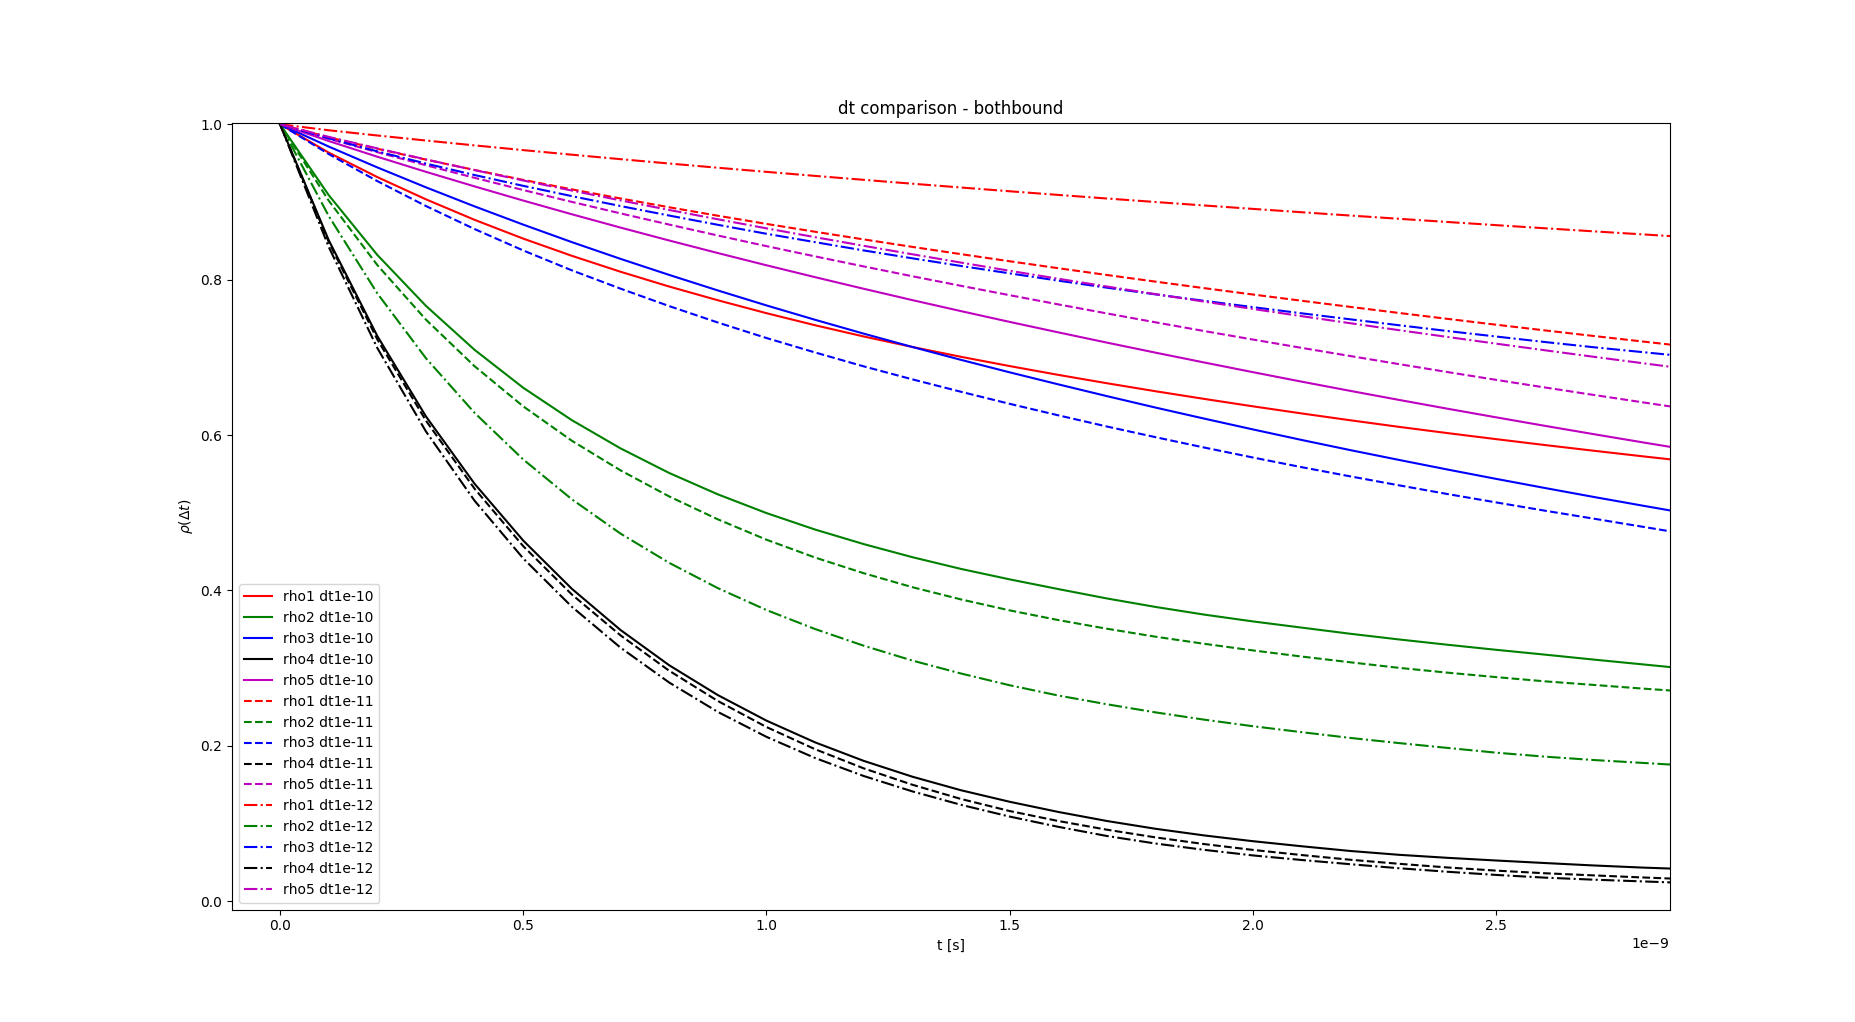 dt comparison - bothbound
1.0
0.8
0.6
0.4
0.2
0.0
ρ(Δt)
rho1 dt1e-10
rho2 dt1e-10
rho3 dt1e-10
rho4 dt1e-10
rho5 dt1e-10
rho1 dt1e-11
rho2 dt1e-11
rho3 dt1e-11
rho4 dt1e-11
rho5 dt1e-11
rho1 dt1e-12
rho2 dt1e-12
rho3 dt1e-12
rho4 dt1e-12
rho5 dt1e-12
0.0 0.5 1.0 1.5 2.0 2.5
t [s]
1e−9